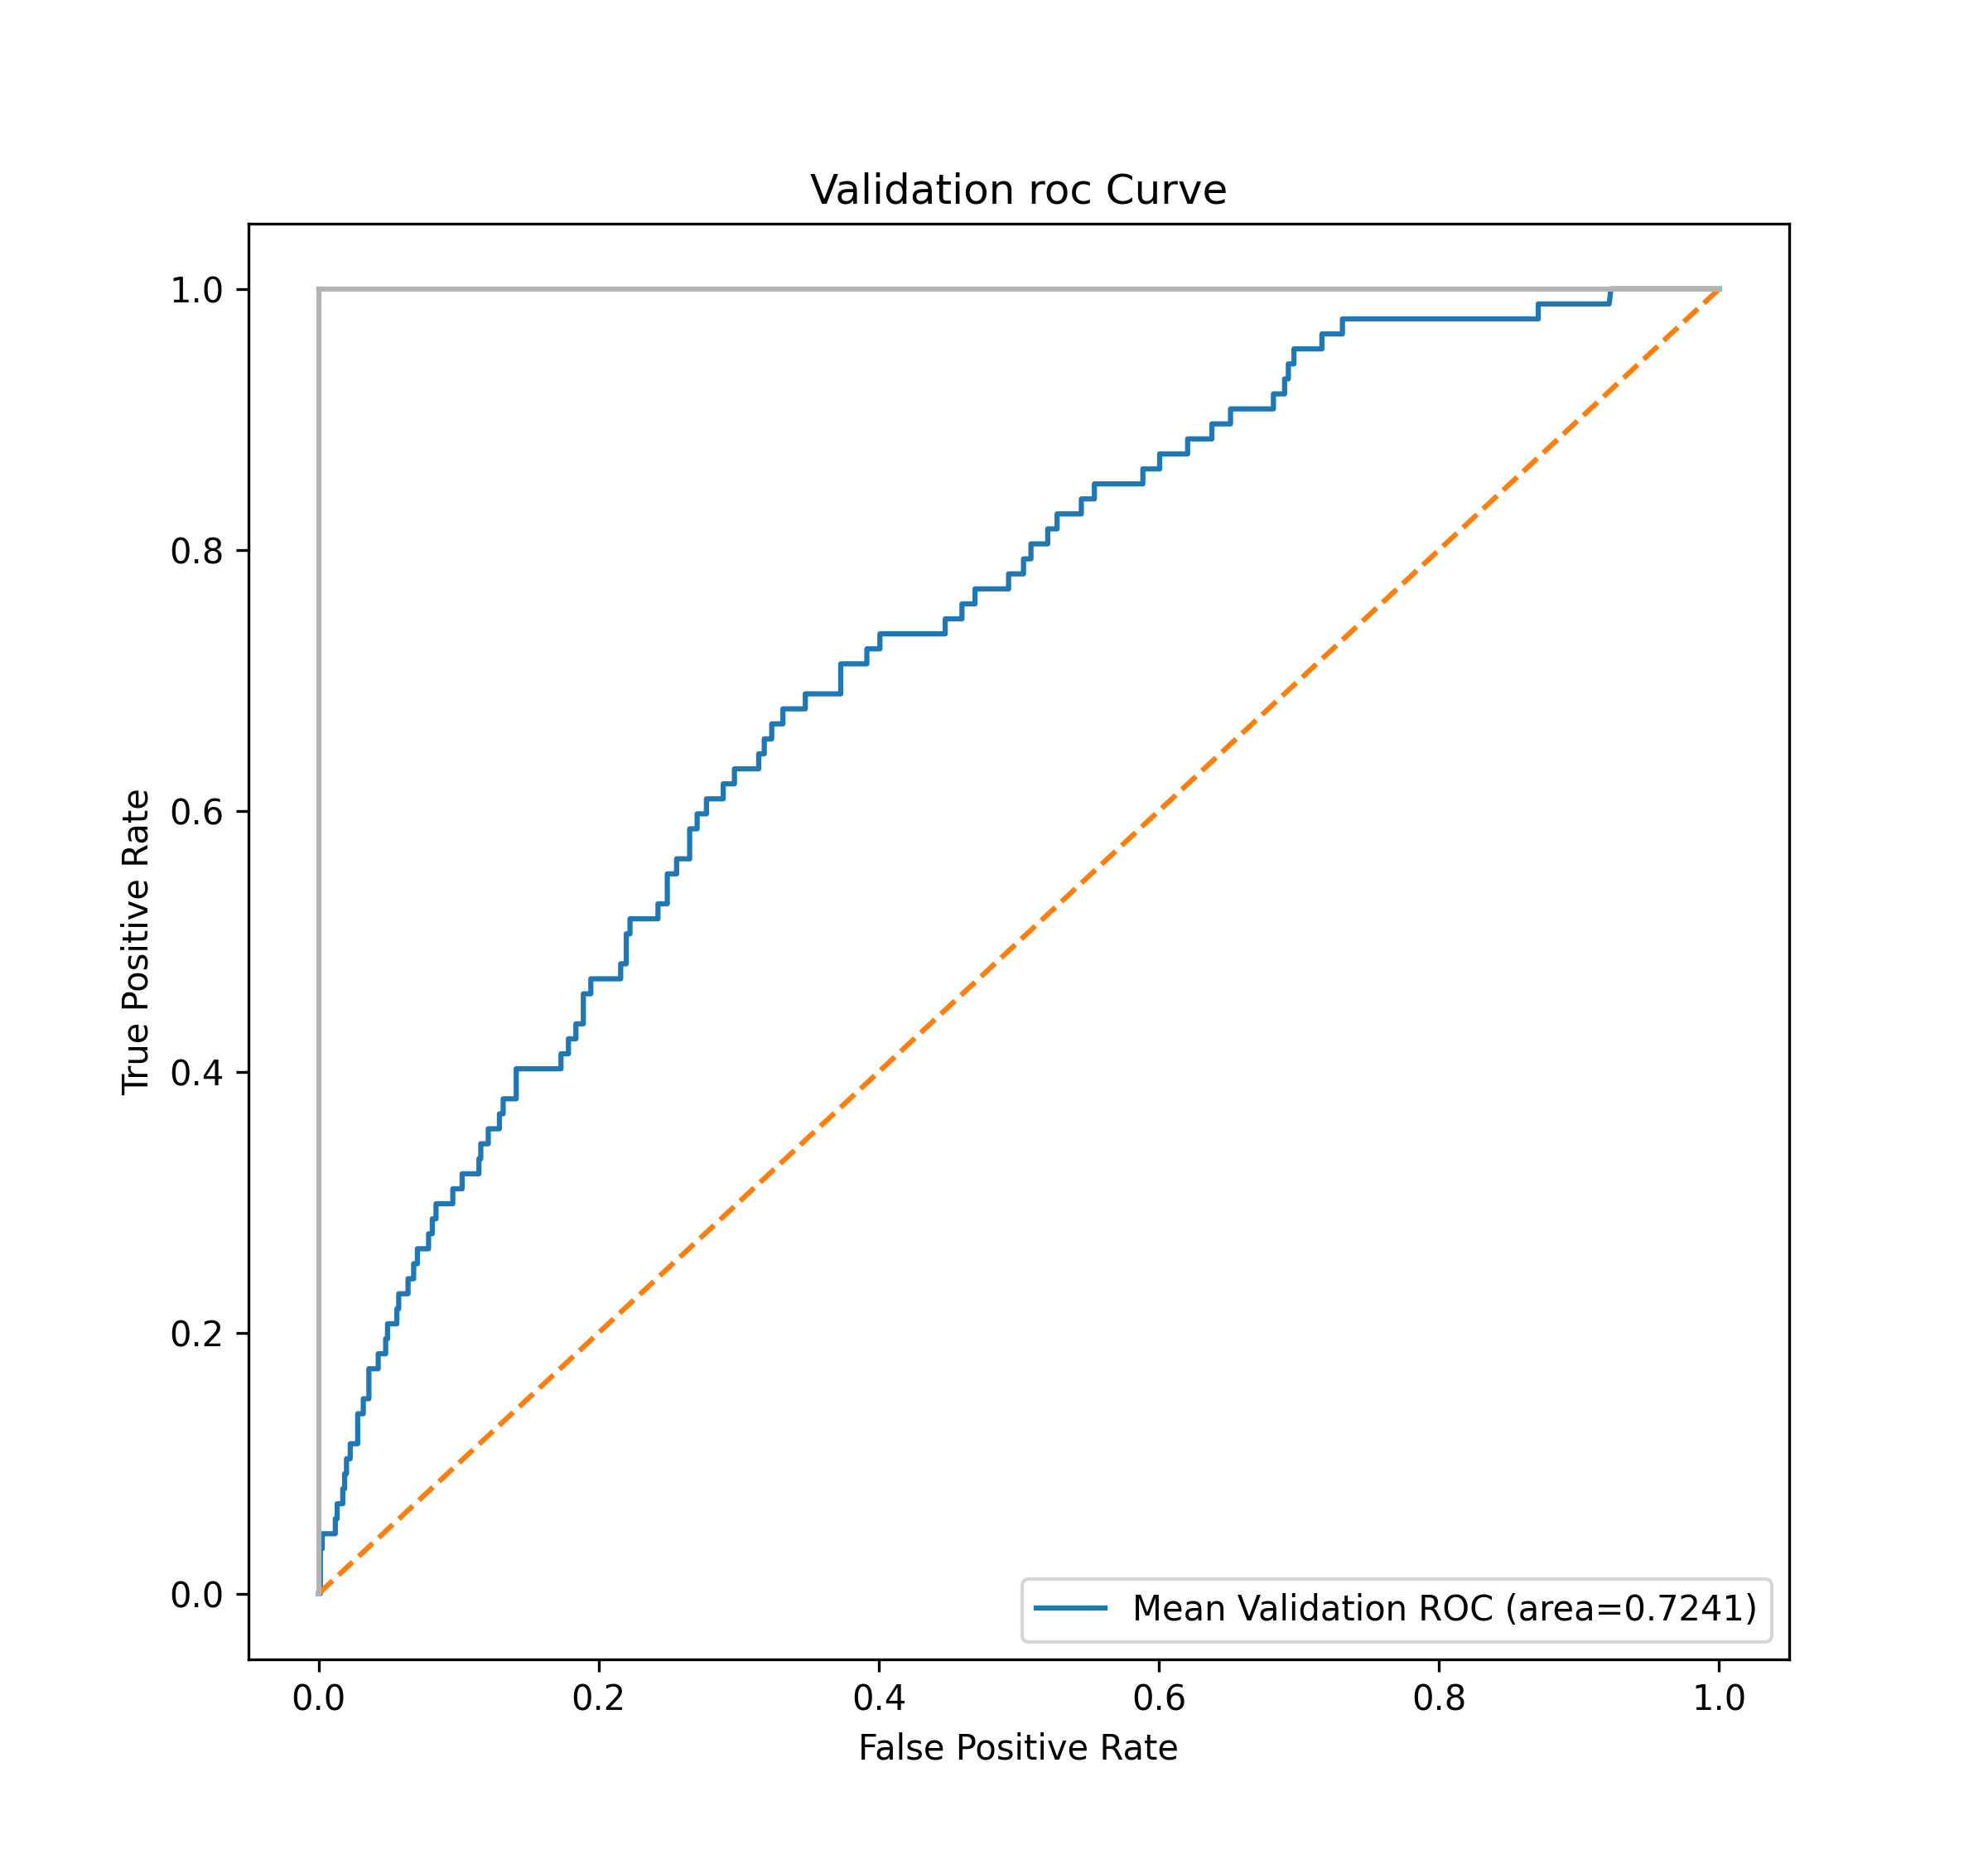 Validation roc Curve
1.0
0.8
0.6
0.4
0.2
0.0
True Positive Rate
Mean Validation ROC (area=0.7241)
0.0 0.2 0.4 0.6 0.8 1.0
False Positive Rate